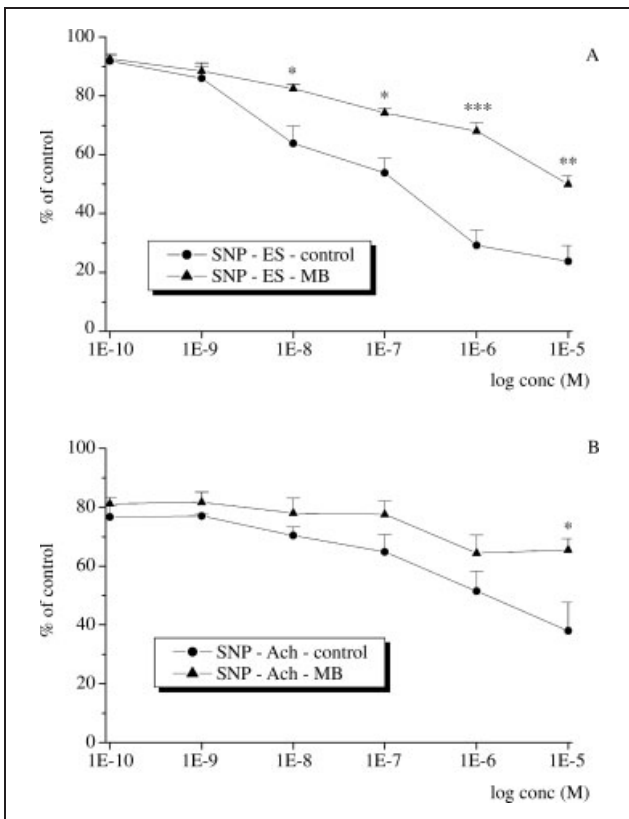 100
A
*
*
***
**
80
60
40
20
0
% of control
SNP - ES - control
SNP - ES - MB
1E-10 1E-9 1E-8 1E-7 1E-6 1E-5
log conc (M)
100
B
*
80
60
40
20
0
% of control
SNP - Ach - control
SNP - Ach - MB
1E-10 1E-9 1E-8 1E-7 1E-6 1E-5
log conc (M)